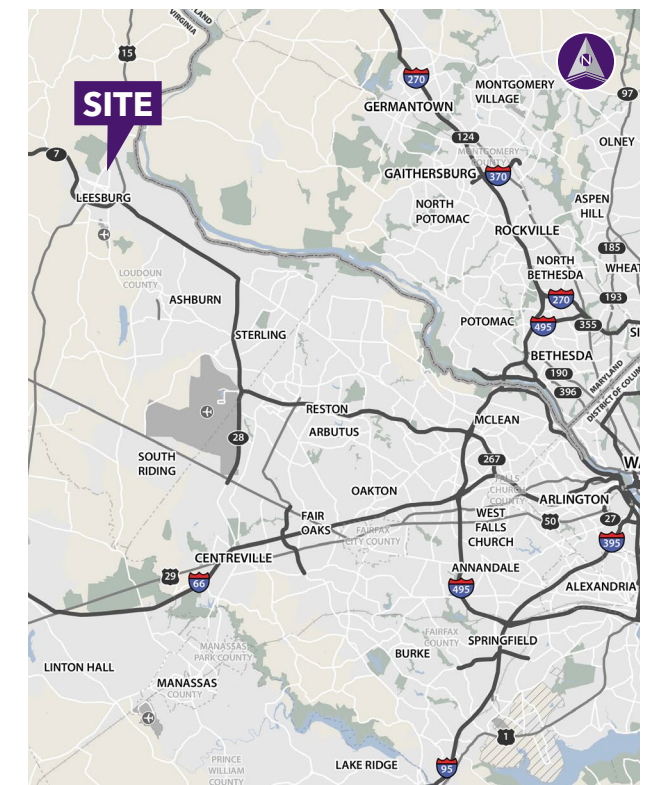 LAND
VIRGINIA
15
N
270
MONTGOMERY
VILLAGE
GERMANTOWN
97
SITE
124
OLNEY
MONTGOMERY
COUNTY
7
GAITHERSBURG
370
LEESBURG
NORTH
POTOMAC
ASPEN
HILL
ROCKVILLE
185
NORTH
BETHESDA
WHEAT
LOUDOUN
COUNTY
270
193
ASHBURN
POTOMAC
495
355
SI
STERLING
BETHESDA
190
396
MARYLAND
DISTRICT OF COLUM
RESTON
ARBUTUS
MCLEAN
28
SOUTH
RIDING
267
WA
FALLS
CHURCH
COUNTY
OAKTON
ARLINGTON
FAIR
OAKS
WEST
FALLS
CHURCH
50
27
FAIRFAX
CITY COUNTY
395
CENTREVILLE
29
66
ANNANDALE
495
ALEXANDRIA
FAIRFAX
COUNTY
SPRINGFIELD
BURKE
MANASSAS
PARK COUNTY
LINTON HALL
MANASSAS
COUNTY
1
PRINCE
WILLIAM
COUNTY
LAKE RIDGE
95